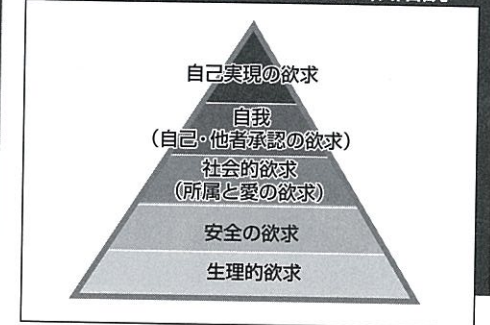 自己実現の欲求
自我
(自己・他者承認の欲求)
社会的欲求
(所属と愛の欲求)
安全の欲求
生理的欲求